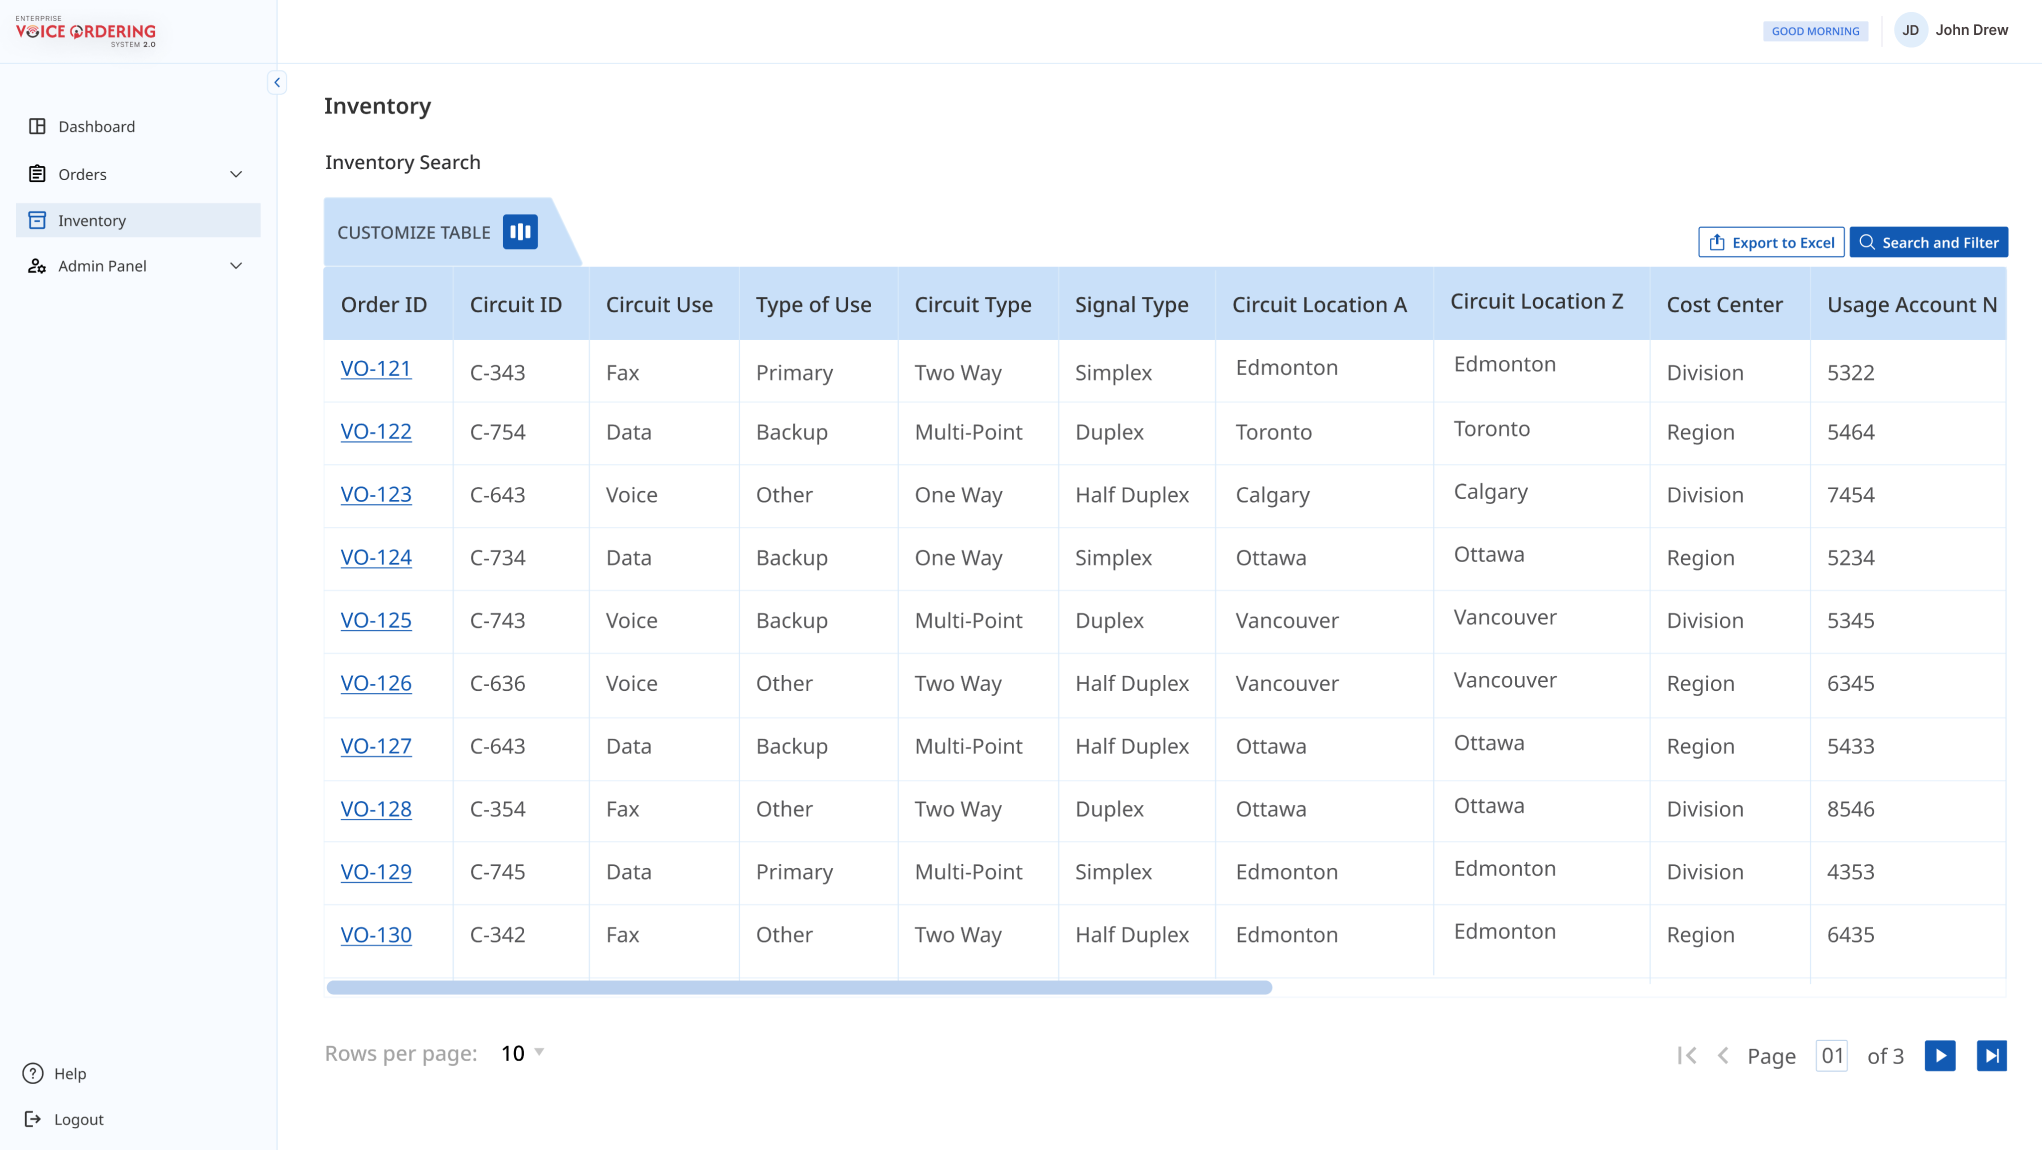 ENTERPRISE
VOICE ORDERING
SYSTEM 2.0
GOOD MORNING
JD
John Drew
Dashboard
Orders
Inventory
Admin Panel
Help
Logout
Inventory
Inventory Search
CUSTOMIZE TABLE
Export to Excel
Search and Filter
Order ID Circuit ID Circuit Use Type of Use Circuit Type Signal Type Circuit Location A Circuit Location Z Cost Center Usage Account N
VO-121 C-343 Fax Primary Two Way Simplex Edmonton Edmonton Division 5322
VO-122 C-754 Data Backup Multi-Point Duplex Toronto Toronto Region 5464
VO-123 C-643 Voice Other One Way Half Duplex Calgary Calgary Division 7454
VO-124 C-734 Data Backup One Way Simplex Ottawa Ottawa Region 5234
VO-125 C-743 Voice Backup Multi-Point Duplex Vancouver Vancouver Division 5345
VO-126 C-636 Voice Other Two Way Half Duplex Vancouver Vancouver Region 6345
VO-127 C-643 Data Backup Multi-Point Half Duplex Ottawa Ottawa Region 5433
VO-128 C-354 Fax Other Two Way Duplex Ottawa Ottawa Division 8546
VO-129 C-745 Data Primary Multi-Point Simplex Edmonton Edmonton Division 4353
VO-130 C-342 Fax Other Two Way Half Duplex Edmonton Edmonton Region 6435
Rows per page: 10
Page 01 of 3